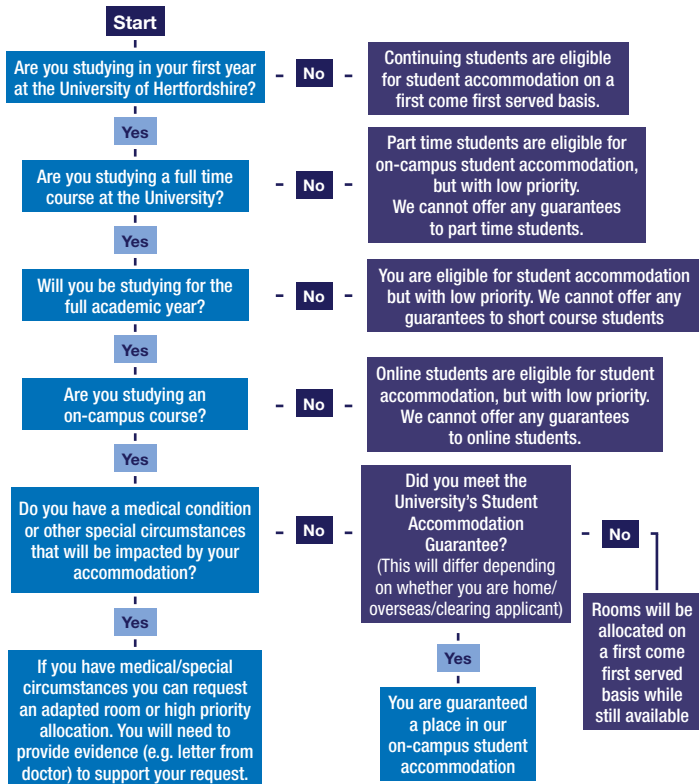 Start
Are you studying in your first year
at the University of Hertfordshire?
No
Continuing students are eligible
for student accommodation on a
first come first served basis.
Yes
Are you studying a full time
course at the University?
No
Part time students are eligible for
on-campus student accommodation,
but with low priority.
We cannot offer any guarantees
to part time students.
Yes
Will you be studying for the
full academic year?
No
You are eligible for student accommodation
but with low priority. We cannot offer any
guarantees to short course students
Yes
Are you studying an
on-campus course?
No
Online students are eligible for student
accommodation, but with low priority.
We cannot offer any guarantees
to online students.
Yes
Do you have a medical condition
or other special circumstances
that will be impacted by your
accommodation?
No
Did you meet the
University's Student
Accommodation
Guarantee?
(This will differ depending
on whether you are home/
overseas/clearing applicant)
No
Rooms will be
allocated on
a first come
first served
basis while
still available
Yes
You are guaranteed
a place in our
on-campus student
accommodation
Yes
If you have medical/special
circumstances you can request
an adapted room or high priority
allocation. You will need to
provide evidence (e.g. letter from
doctor) to support your request.